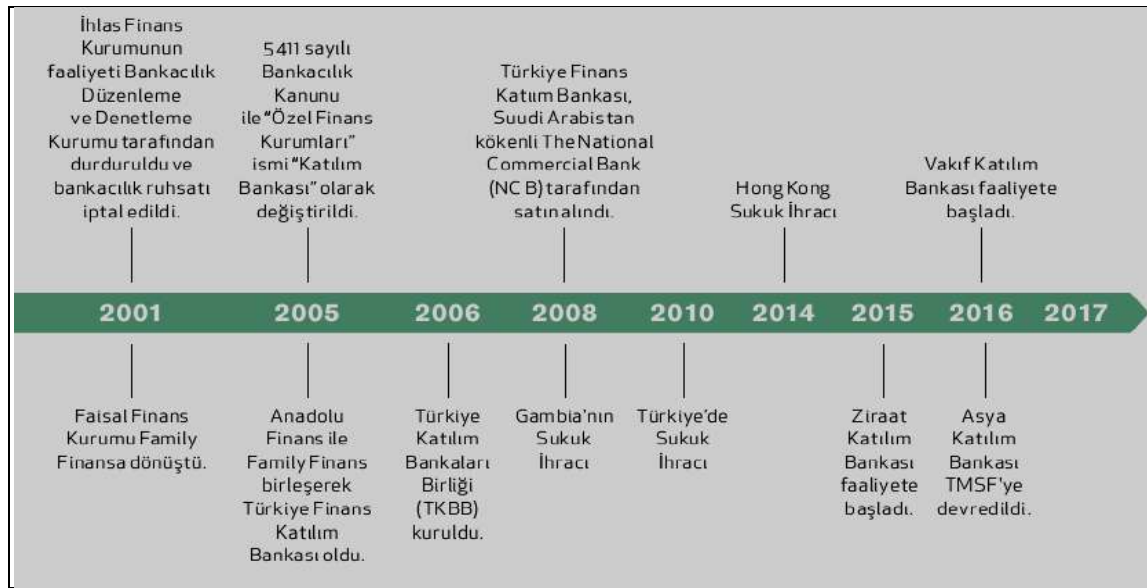 İhlas Finans
Kurumunun
faaliyeti Bankacılık
Düzenleme
ve Denetleme
Kurumu tarafından
durduruldu ve
bankacılık ruhsatı
iptal edildi.
5411 sayılı
Bankacılık
Kanunu
ile “Özel Finans
Kurumları”
ismi “Katılım
Bankası” olarak
değiştirildi.
Türkiye Finans
Katılım Bankası,
Suudi Arabistan
kökenli The National
Commercial Bank
(NC B) tarafından
satın alındı.
Hong Kong
Sukuk İhracı
Vakıf Katılım
Bankası faaliyete
başladı.
2001 2005 2006 2008 2010 2014 2015 2016 2017
Faisal Finans
Kurumu Family
Finansa dönüştü.
Anadolu
Finans ile
Family Finans
birleşerek
Türkiye Finans
Katılım
Bankası oldu.
Türkiye
Katılım
Bankaları
Birliği
(TKBB)
kuruldu.
Gambia’nın
Sukuk
İhracı
Türkiye’de
Sukuk
İhracı
Ziraat
Katılım
Bankası
faaliyete
başladı.
Asya
Katılım
Bankası
TMSF'ye
devredildi.